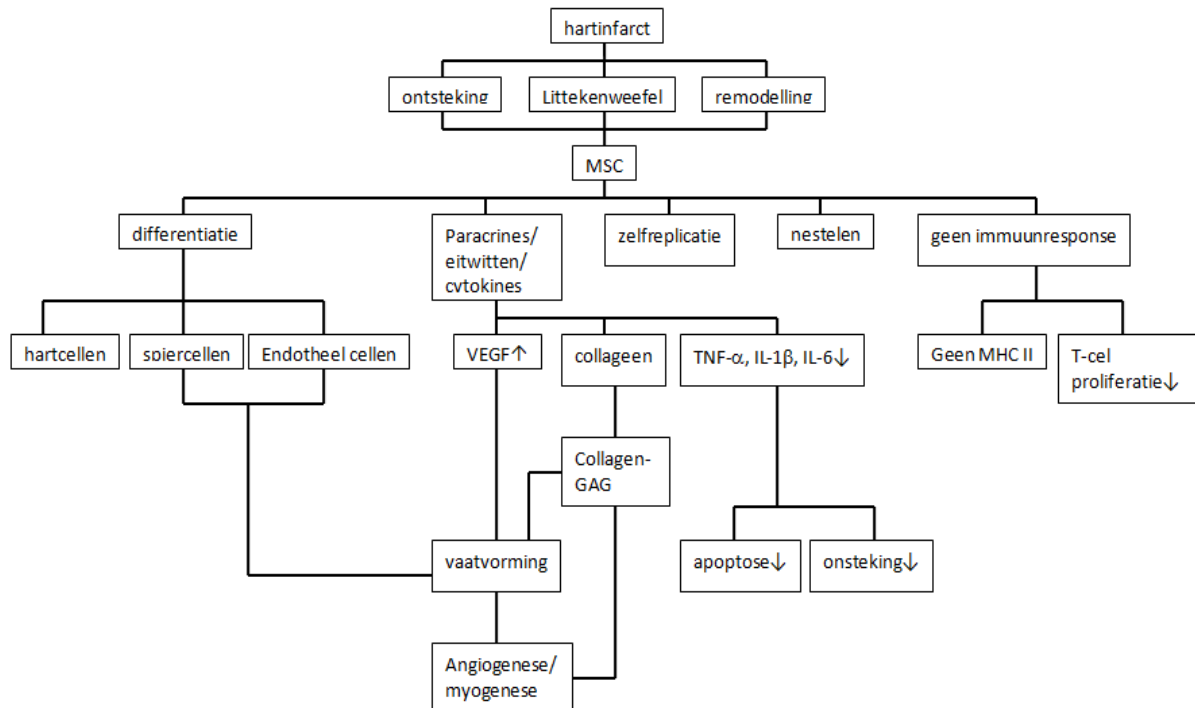 hartinfarct
ontsteking
Littekenweefel
remodelling
MSC
differentiatie
Paracrines/
eitwitten/
cytokines
zelfreplicatie
nestelen
geen immuunresponse
hartcellen
spiercellen
Endotheel cellen
VEGF↑
collageen
TNF-α, IL-1β, IL-6↓
Geen MHC II
T-cel
proliferatie↓
Collagen-
GAG
vaatvorming
apoptose↓
onsteking↓
Angiogenese/
myogenese